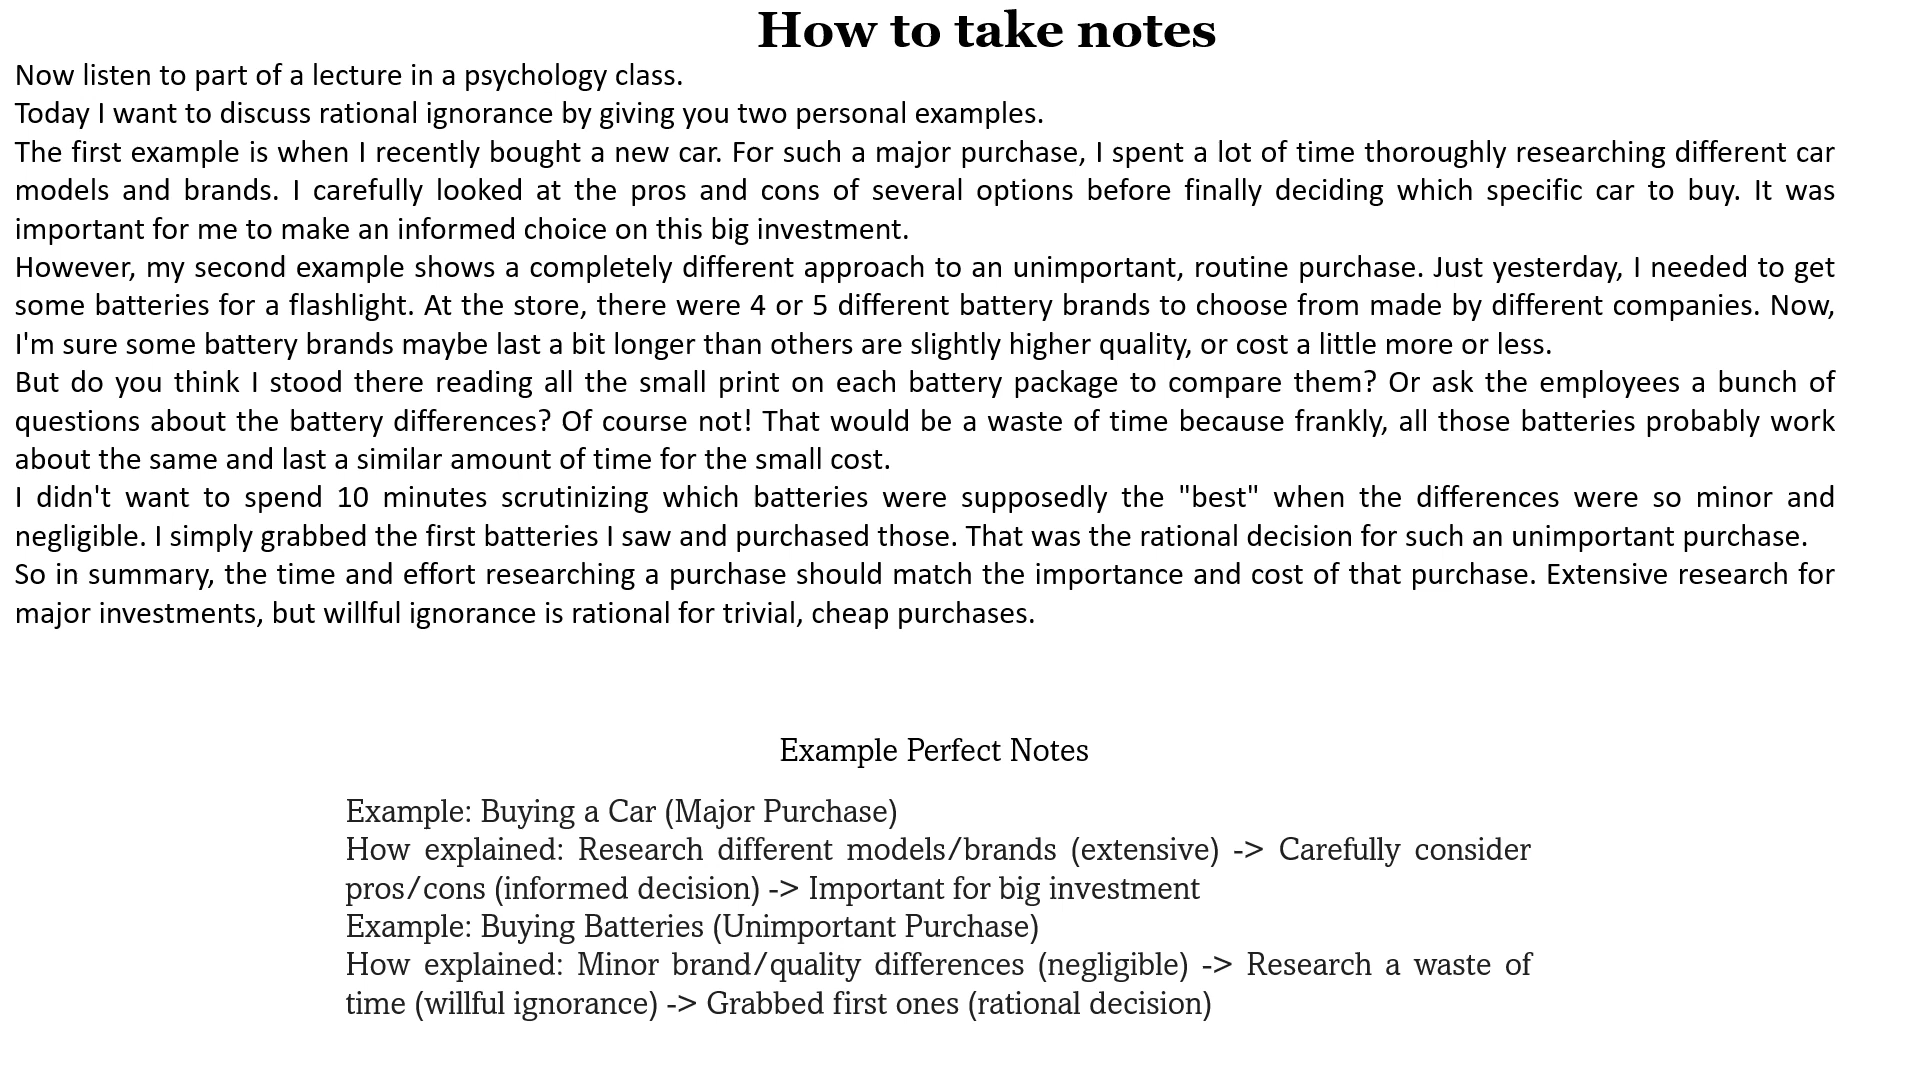 How to take notes
Now listen to part of a lecture in a psychology class.
Today I want to discuss rational ignorance by giving you two personal examples.
The first example is when I recently bought a new car. For such a major purchase, I spent a lot of time thoroughly researching different car
models and brands. I carefully looked at the pros and cons of several options before finally deciding which specific car to buy. It was
important for me to make an informed choice on this big investment.
However, my second example shows a completely different approach to an unimportant, routine purchase. Just yesterday, I needed to get
some batteries for a flashlight. At the store, there were 4 or 5 different battery brands to choose from made by different companies. Now,
I'm sure some battery brands maybe last a bit longer than others are slightly higher quality, or cost a little more or less.
But do you think I stood there reading all the small print on each battery package to compare them? Or ask the employees a bunch of
questions about the battery differences? Of course not! That would be a waste of time because frankly, all those batteries probably work
about the same and last a similar amount of time for the small cost.
I didn't want to spend 10 minutes scrutinizing which batteries were supposedly the "best" when the differences were so minor and
negligible. I simply grabbed the first batteries I saw and purchased those. That was the rational decision for such an unimportant purchase.
So in summary, the time and effort researching a purchase should match the importance and cost of that purchase. Extensive research for
major investments, but willful ignorance is rational for trivial, cheap purchases.
Example Perfect Notes
Example: Buying a Car (Major Purchase)
How explained: Research different models/brands (extensive) -> Carefully consider
pros/cons (informed decision) -> Important for big investment
Example: Buying Batteries (Unimportant Purchase)
How explained: Minor brand/quality differences (negligible) -> Research a waste of
time (willful ignorance) -> Grabbed first ones (rational decision)